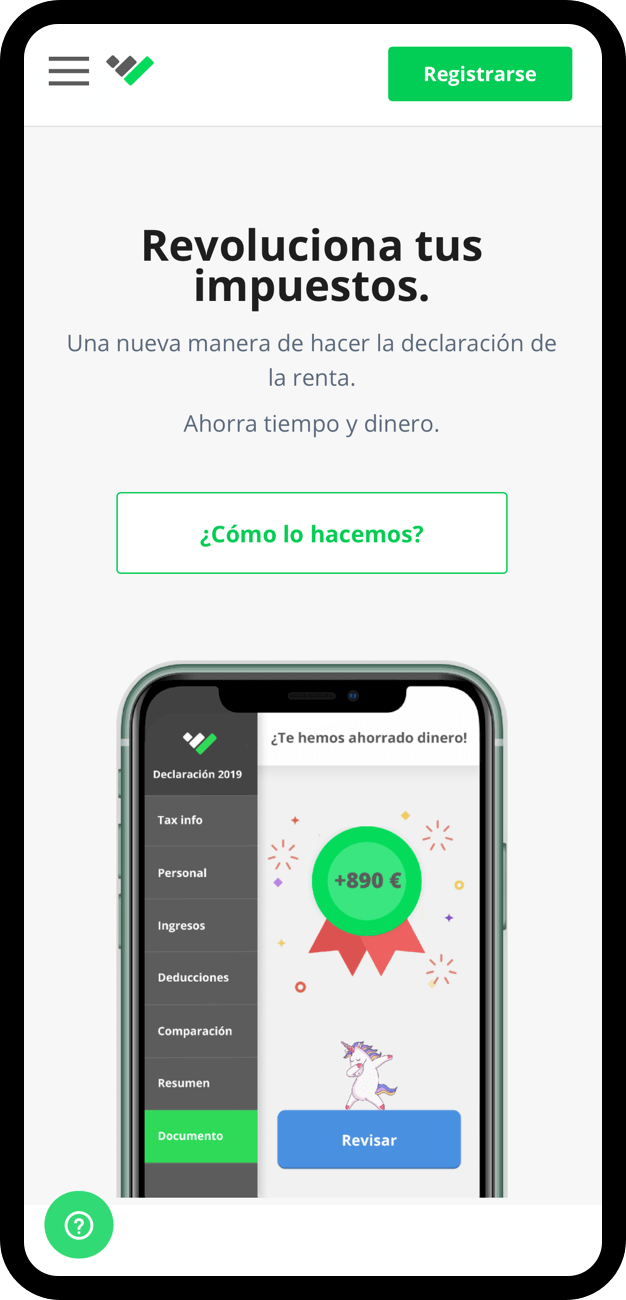 Registrarse
Revoluciona tus
impuestos.
Una nueva manera de hacer la declaración de
la renta.
Ahorra tiempo y dinero.
¿Cómo lo hacemos?
¿Te hemos ahorrado dinero!
Declaración 2019
Tax info
Personal
Ingresos
Deducciones
Comparación
Resumen
Documento
+890 €
Revisar
?